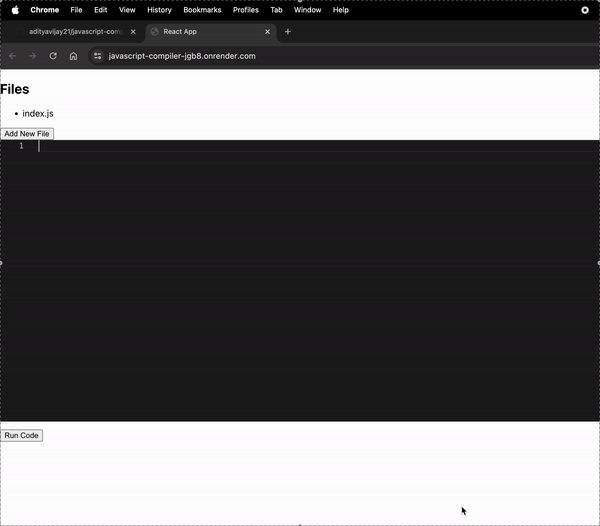 Chrome File Edit View History Bookmarks Profiles Tab Window Help
adityavijay21/javascript-com React App
javascript-compiler-jgb8.onrender.com
Files
index.js
Add New File
1
Run Code